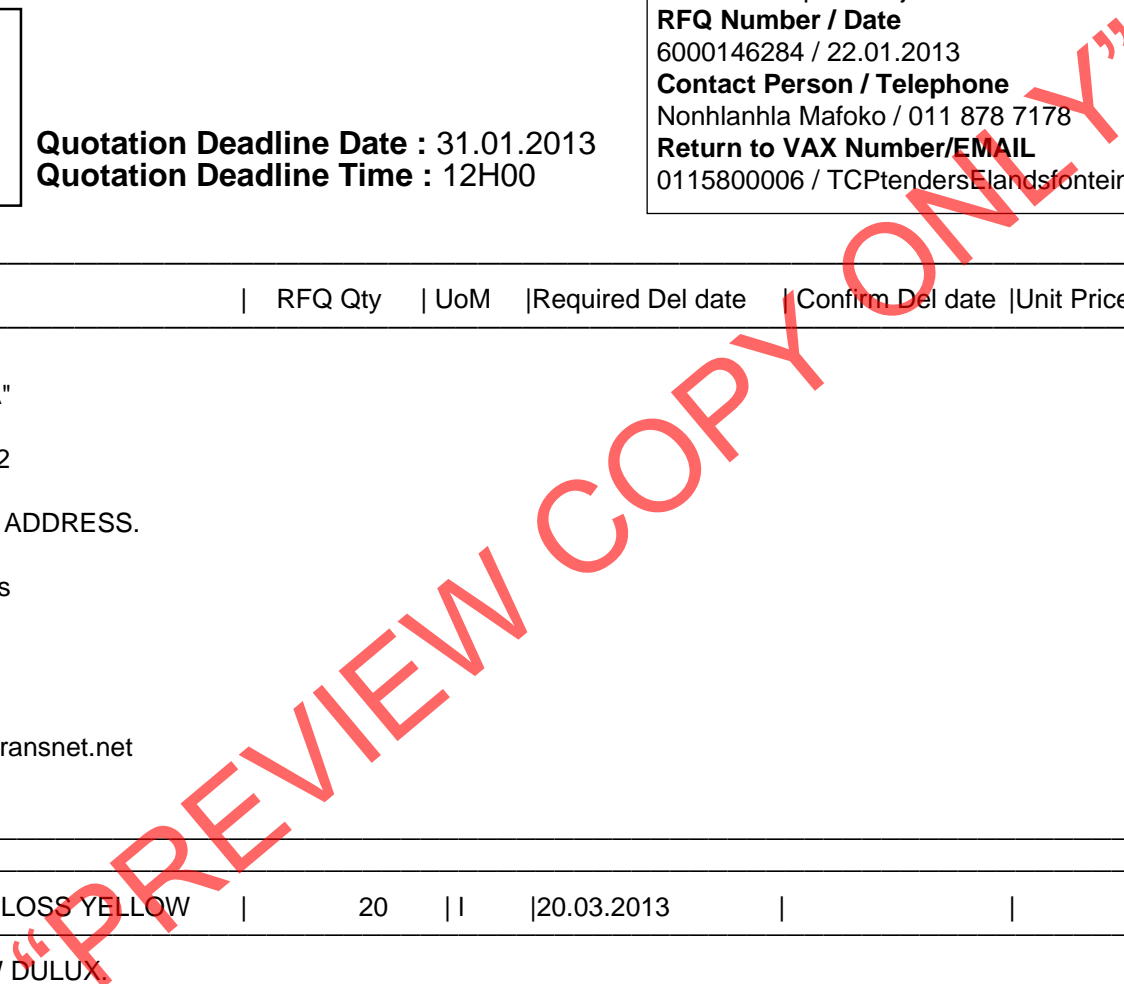 RFQ Number / Date
6000146284 / 22.01.2013
Contact Person / Telephone
Nonhlanhla Mafoko / 011 878 7178
Return to VAX Number/EMAIL
0115800006 / TCPtendersElandsfontein
Quotation Deadline Date : 31.01.2013
Quotation Deadline Time : 12H00
| RFQ Qty | UoM |Required Del date | Confirm Del date |Unit Price
"
2
ADDRESS.
s
ransnet.net
LOSS YELLOW | 20 | l |20.03.2013 | |
DULUX.
“PREVIEW COPY ONLY”